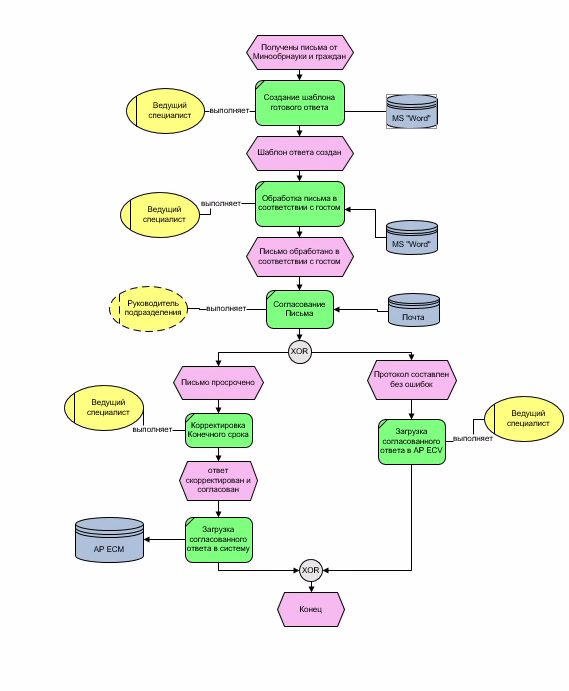 Получены письма от
Минообрнауки и граждан
Ведущий
специалист
выполняет
Создание шаблона
готового ответа
MS "Word"
Шаблон ответа создан
Ведущий
специалист
выполняет
Обработка письма в
соответствии с гостом
MS "Word"
Письмо обработано в
соответствии с гостом
Руководитель
подразделения
выполняет
Согласование
Письма
Почта
XOR
Письмо просрочено
Протокол составлен
без ошибок
Ведущий
специалист
выполняет
Корректировка
Конечного срока
Загрузка
согласованного
ответа в АР ECV
выполняет
Ведущий
специалист
ответ
скорректирован и
согласован
АР ECM
Загрузка
согласованного
ответа в систему
XOR
Конец